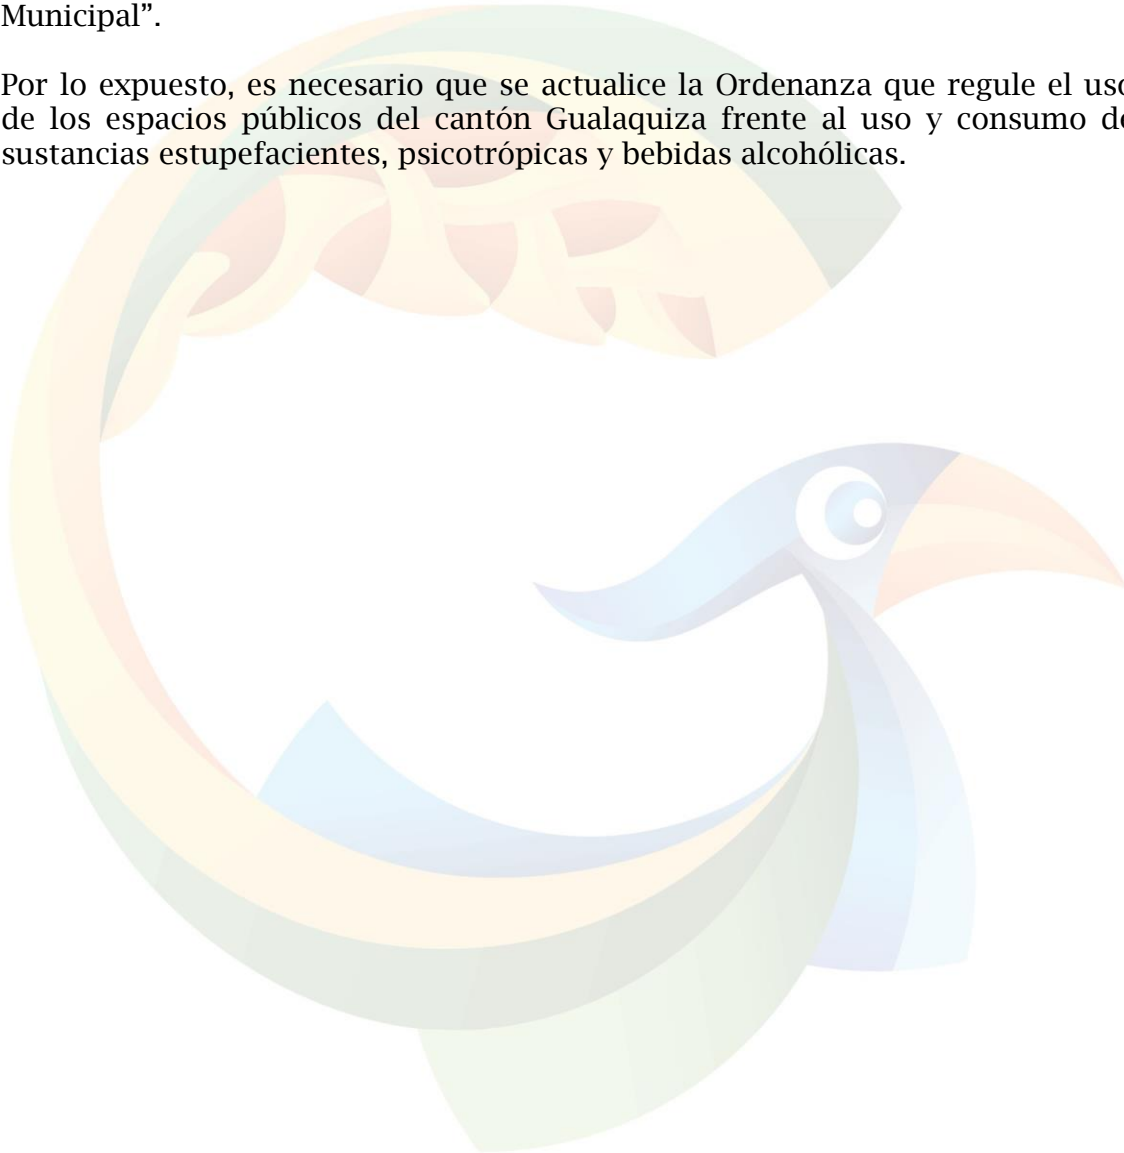 Municipal”.
Por lo expuesto, es necesario que se actualice la Ordenanza que regule el uso
de los espacios públicos del cantón Gualaquiza frente al uso y consumo de
sustancias estupefacientes, psicotrópicas y bebidas alcohólicas.